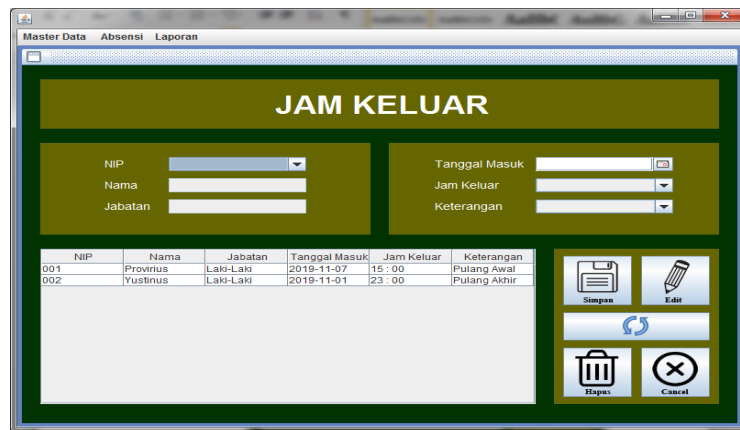 Master Data Absensi Laporan
JAM KELUAR
NIP
Nama
Jabatan
Tanggal Masuk
Jam Keluar
Keterangan
NIP Nama Jabatan Tanggal Masuk Jam Keluar Keterangan
001 Provirius Laki-Laki 2019-11-07 15 : 00 Pulang Awal
002 Yustinus Laki-Laki 2019-11-01 23 : 00 Pulang Akhir
Simpan Edit
Hapus Cancel